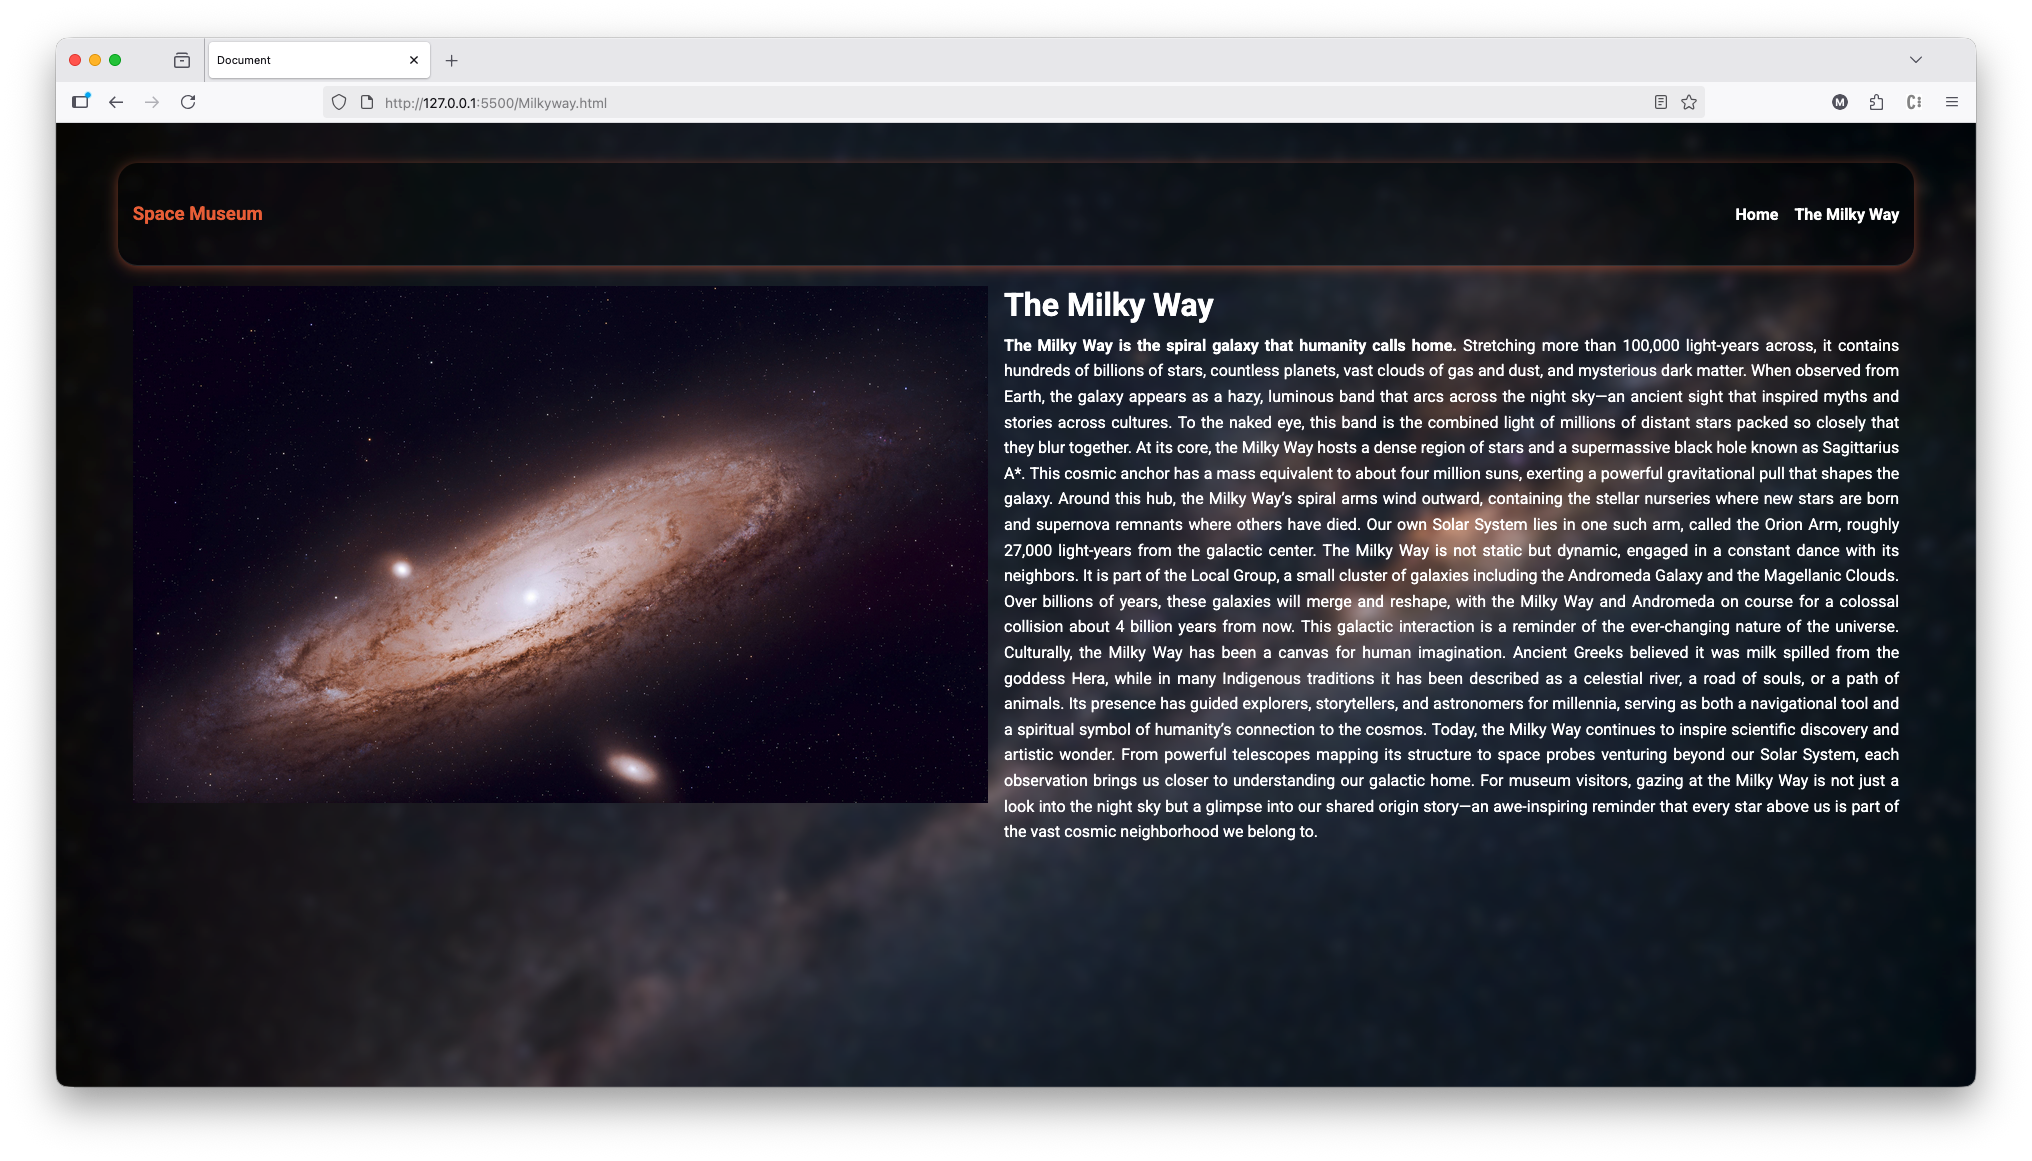 Document
http://127.0.0.1:5500/Milkyway.html
M
Space Museum
Home The Milky Way
The Milky Way
The Milky Way is the spiral galaxy that humanity calls home. Stretching more than 100,000 light-years across, it contains
hundreds of billions of stars, countless planets, vast clouds of gas and dust, and mysterious dark matter. When observed from
Earth, the galaxy appears as a hazy, luminous band that arcs across the night sky—an ancient sight that inspired myths and
stories across cultures. To the naked eye, this band is the combined light of millions of distant stars packed so closely that
they blur together. At its core, the Milky Way hosts a dense region of stars and a supermassive black hole known as Sagittarius
A*. This cosmic anchor has a mass equivalent to about four million suns, exerting a powerful gravitational pull that shapes the
galaxy. Around this hub, the Milky Way’s spiral arms wind outward, containing the stellar nurseries where new stars are born
and supernova remnants where others have died. Our own Solar System lies in one such arm, called the Orion Arm, roughly
27,000 light-years from the galactic center. The Milky Way is not static but dynamic, engaged in a constant dance with its
neighbors. It is part of the Local Group, a small cluster of galaxies including the Andromeda Galaxy and the Magellanic Clouds.
Over billions of years, these galaxies will merge and reshape, with the Milky Way and Andromeda on course for a colossal
collision about 4 billion years from now. This galactic interaction is a reminder of the ever-changing nature of the universe.
Culturally, the Milky Way has been a canvas for human imagination. Ancient Greeks believed it was milk spilled from the
goddess Hera, while in many Indigenous traditions it has been described as a celestial river, a road of souls, or a path of
animals. Its presence has guided explorers, storytellers, and astronomers for millennia, serving as both a navigational tool and
a spiritual symbol of humanity’s connection to the cosmos. Today, the Milky Way continues to inspire scientific discovery and
artistic wonder. From powerful telescopes mapping its structure to space probes venturing beyond our Solar System, each
observation brings us closer to understanding our galactic home. For museum visitors, gazing at the Milky Way is not just a
look into the night sky but a glimpse into our shared origin story—an awe-inspiring reminder that every star above us is part of
the vast cosmic neighborhood we belong to.